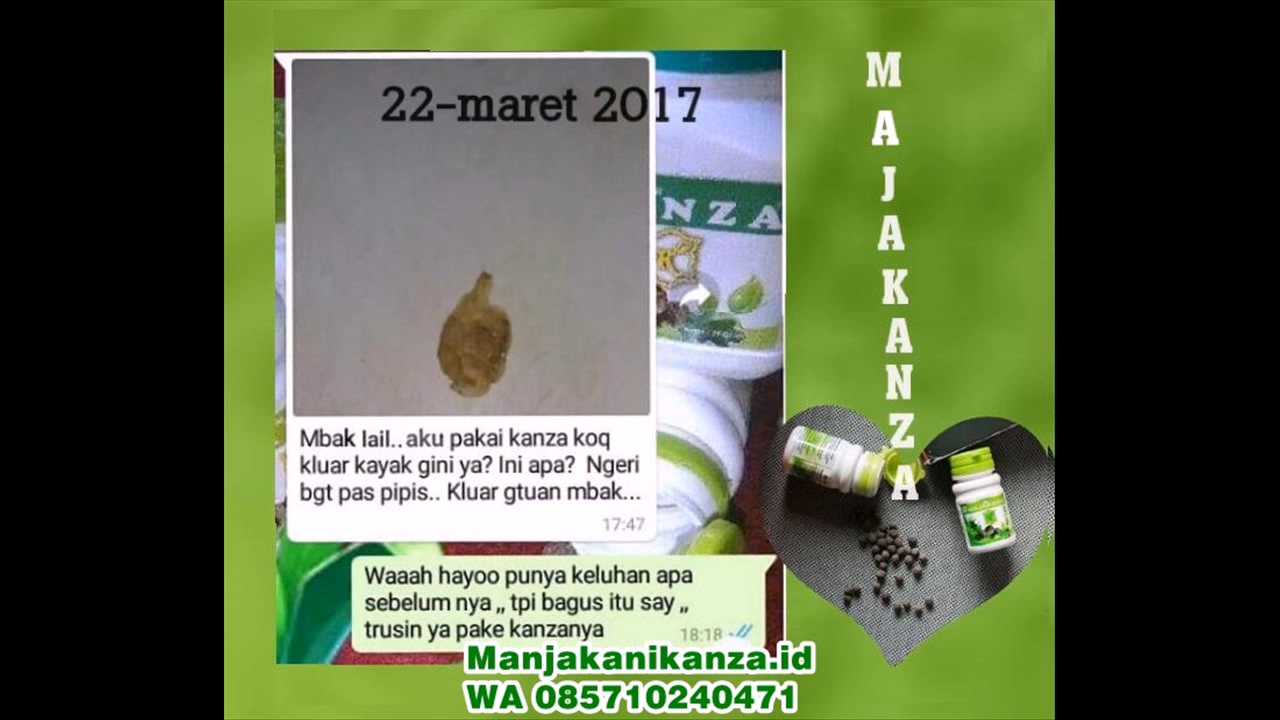 22-maret 2017
NZA
Mbak lail.. aku pakai kanza koq
kluar kayak gini ya? Ini apa? Ngeri
bgt pas pipis.. Kluar gtuan mbak...
17:47
Waaah hayoo punya keluhan apa
sebelum nya ,, tpi bagus itu say ,,
trusin ya pake kanzanya
18:18
MAJAKANZA
Manjakanikanza.id
WA 085710240471